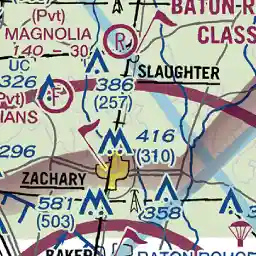 (Pvt)
MAGNOLIA
140 - 30
BATON-R
CLASS
R
UC
326
F
386
(257)
SLAUGHTER
Pvt)
IANS
296
416
(310)
ZACHARY
581
(503)
358
BAKER
BATON ROUGE